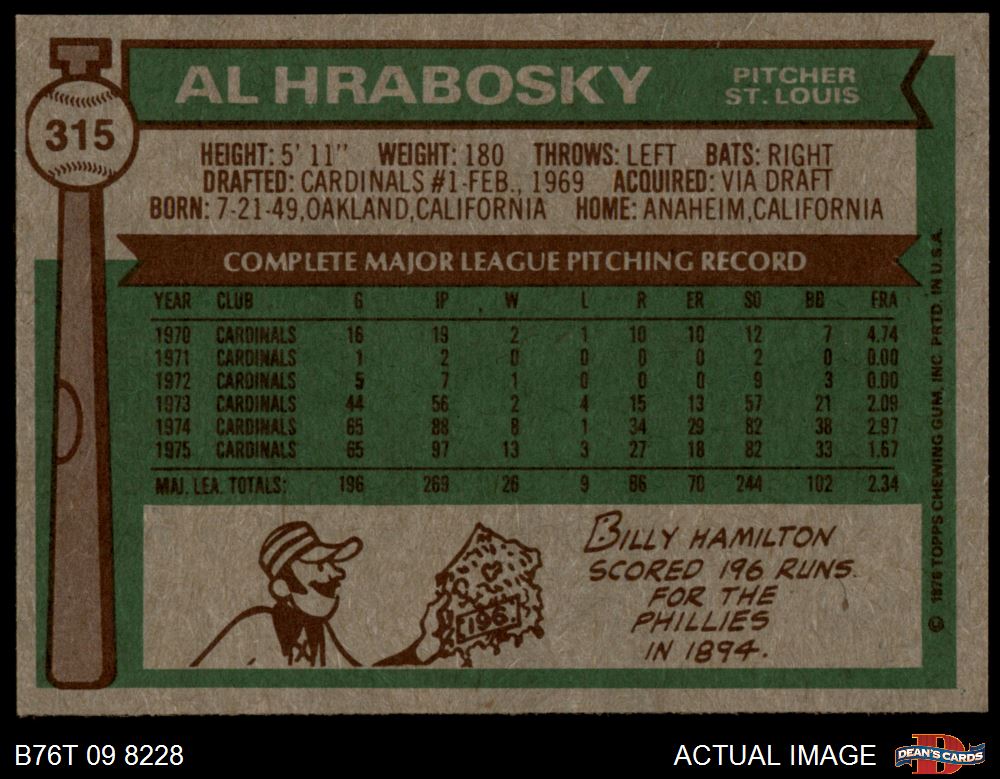 315
AL HRABOSKY
PITCHER
ST. LOUIS
HEIGHT: 5' 11" WEIGHT: 180 THROWS: LEFT BATS: RIGHT
DRAFTED: CARDINALS #1-FEB., 1969 ACQUIRED: VIA DRAFT
BORN: 7-21-49, OAKLAND, CALIFORNIA HOME: ANAHEIM, CALIFORNIA
COMPLETE MAJOR LEAGUE PITCHING RECORD
YEAR CLUB G IP W L R ER SO BB ERA
1970 CARDINALS 16 19 2 1 10 10 12 7 4.74
1971 CARDINALS 1 2 0 0 0 0 2 0 0.00
1972 CARDINALS 5 7 1 0 0 0 9 3 0.00
1973 CARDINALS 44 56 2 4 15 13 57 21 2.09
1974 CARDINALS 65 88 8 1 34 29 82 38 2.97
1975 CARDINALS 65 97 13 3 27 18 82 33 1.67
MAJ. LEA. TOTALS: 196 269 26 9 86 70 244 102 2.34
196
BILLY HAMILTON
SCORED 196 RUNS
FOR THE
PHILLIES
IN 1894.
© 1976 TOPPS CHEWING GUM, INC. PRTD. IN U.S.A.
B76T 09 8228
ACTUAL IMAGE
DEAN'S CARDS